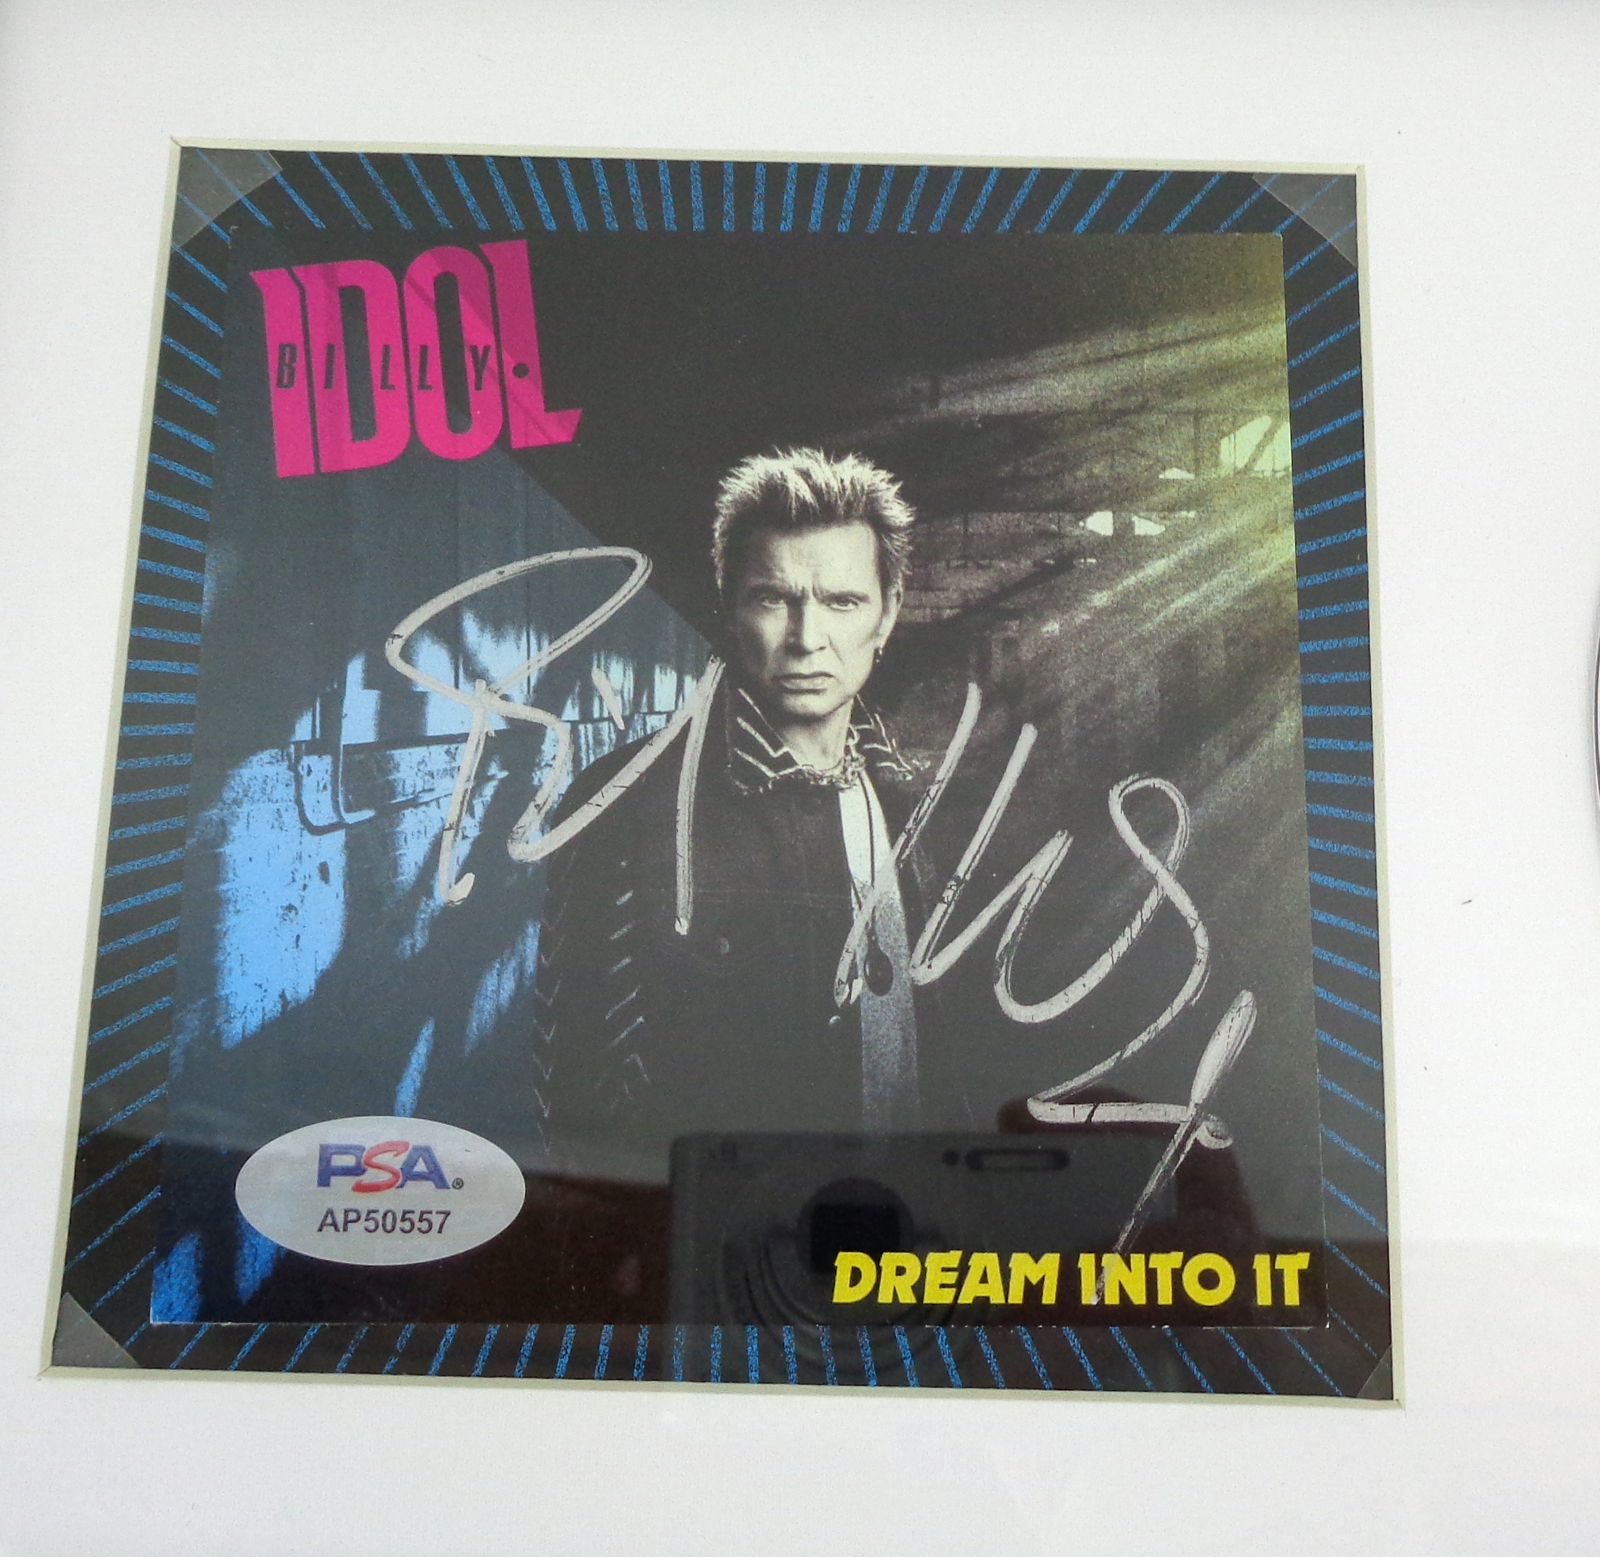 IDOL
BILLY
PSA®
AP50557
DREAM INTO IT